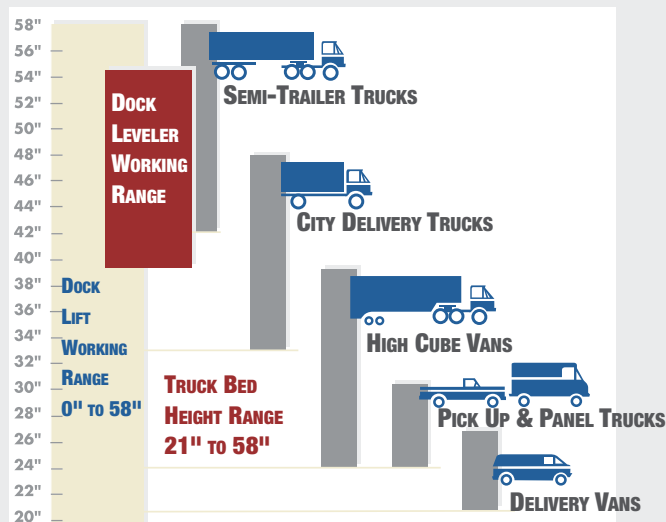 58"
56"
54"
52"
50"
48"
46"
44"
42"
40"
38"
36"
34"
32"
30"
28"
26"
24"
22"
20"
DOCK
LEVELER
WORKING
RANGE
DOCK
LIFT
WORKING
RANGE
0" TO 58"
TRUCK BED
HEIGHT RANGE
21" TO 58"
SEMI-TRAILER TRUCKS
CITY DELIVERY TRUCKS
HIGH CUBE VANS
PICK UP & PANEL TRUCKS
DELIVERY VANS